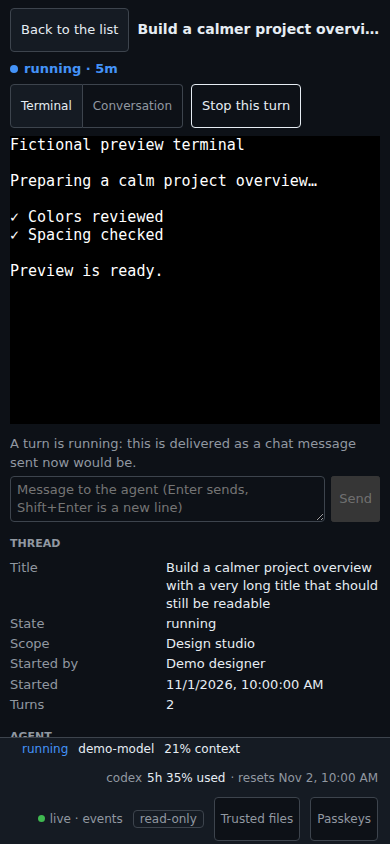 Back to the list Build a calmer project overvi…
running · 5m
Terminal Conversation Stop this turn
Fictional preview terminal
Preparing a calm project overview…
✓ Colors reviewed
✓ Spacing checked
Preview is ready.
A turn is running: this is delivered as a chat message
sent now would be.
Message to the agent (Enter sends,
Shift+Enter is a new line)
Send
THREAD
Title Build a calmer project overview
with a very long title that should
still be readable
State running
Scope Design studio
Started by Demo designer
Started 11/1/2026, 10:00:00 AM
Turns 2
AGENT
running demo-model 21% context
codex 5h 35% used · resets Nov 2, 10:00 AM
live · events read-only Trusted files Passkeys